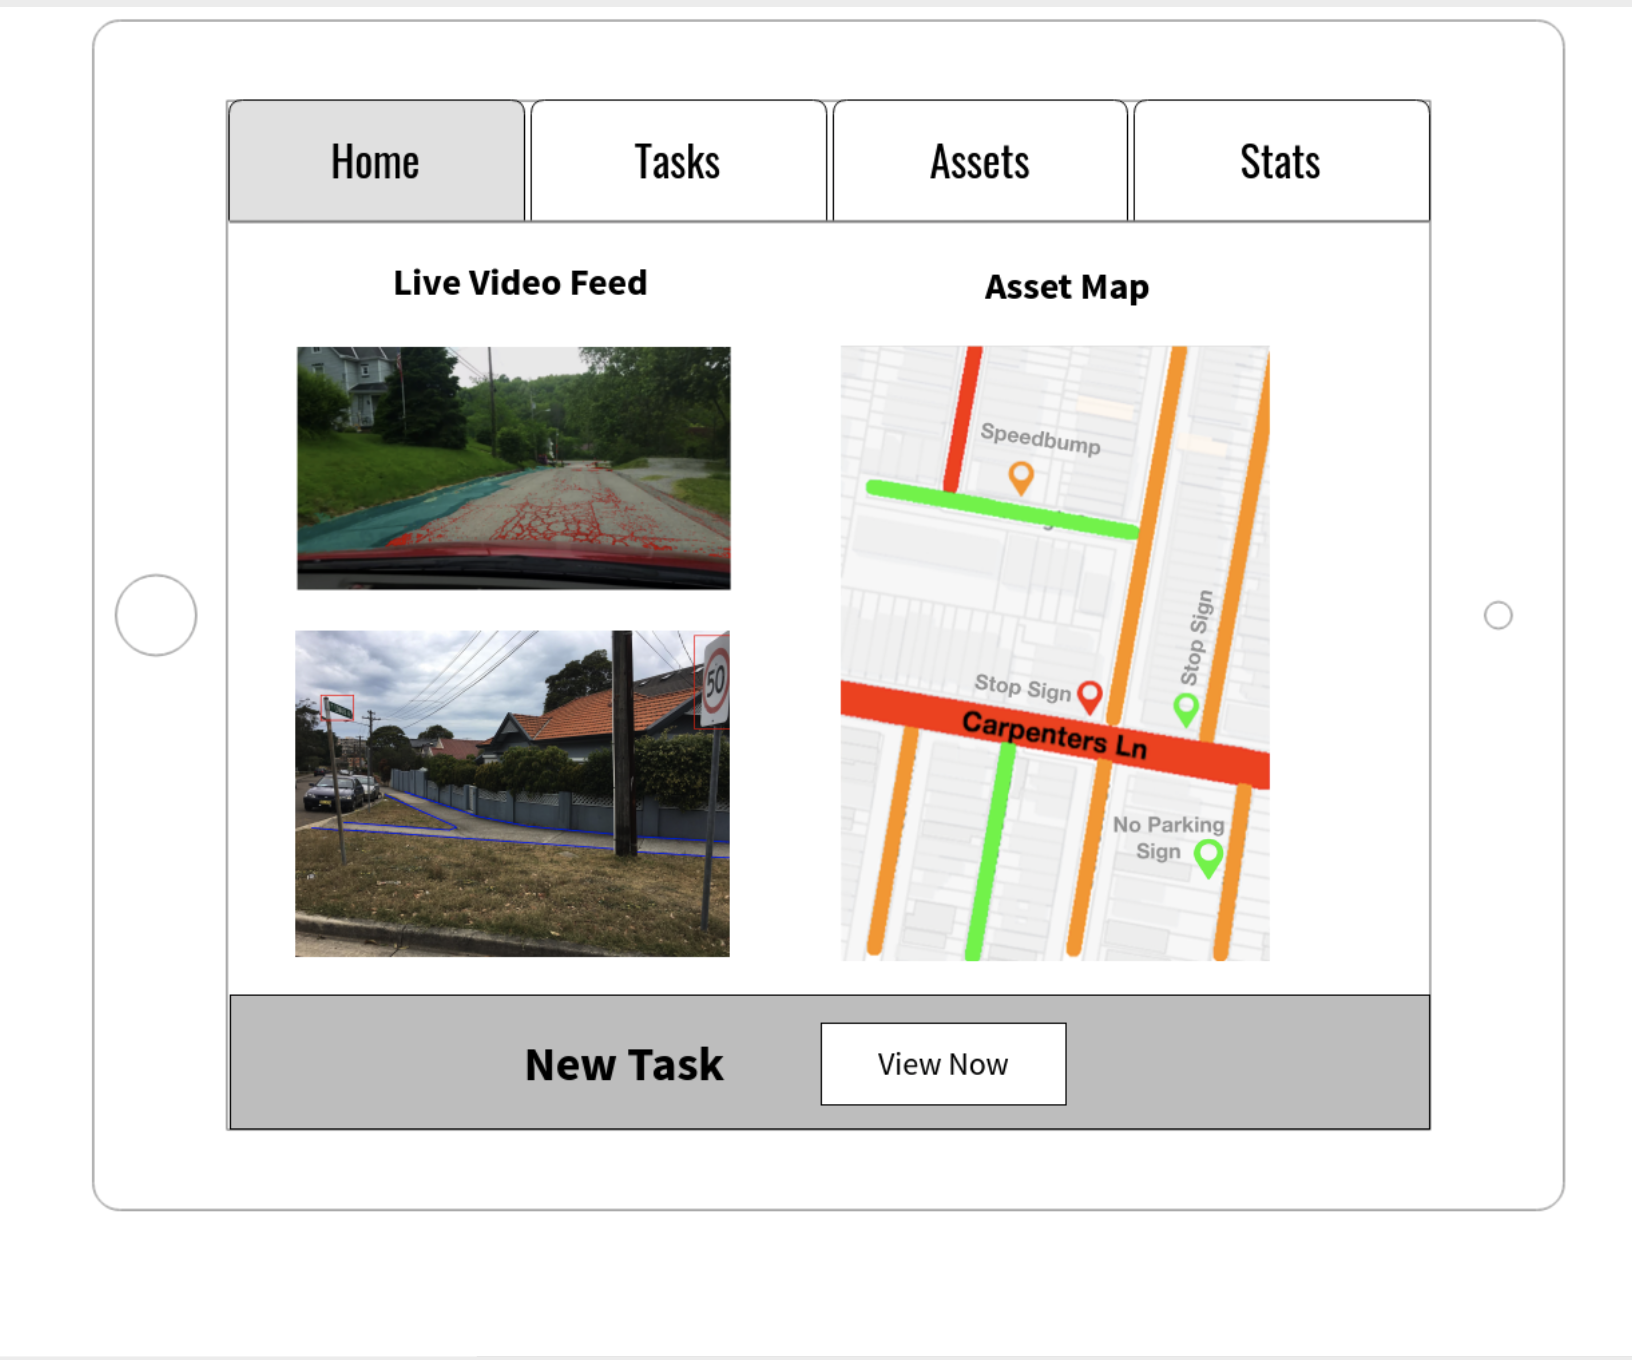 Home
Tasks
Assets
Stats
Live Video Feed
Asset Map
50
Speedbump
Stop Sign
Stop Sign
Carpenters Ln
No Parking
Sign
New Task
View Now